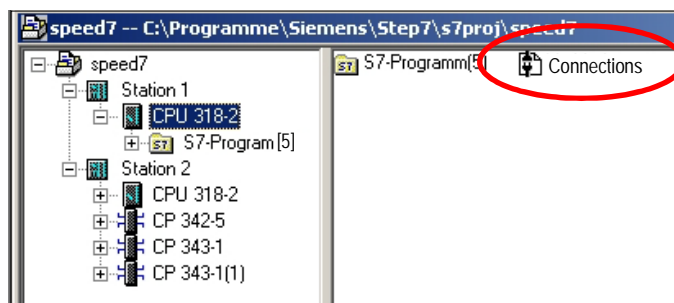 speed7 -- C:\Programme\Siemens\Step7\s7proj\speed7
speed7
Station 1
CPU 318-2
S7-Program[5]
Station 2
CPU 318-2
CP 342-5
CP 343-1
CP 343-1(1)
S7-Programm(5) Connections